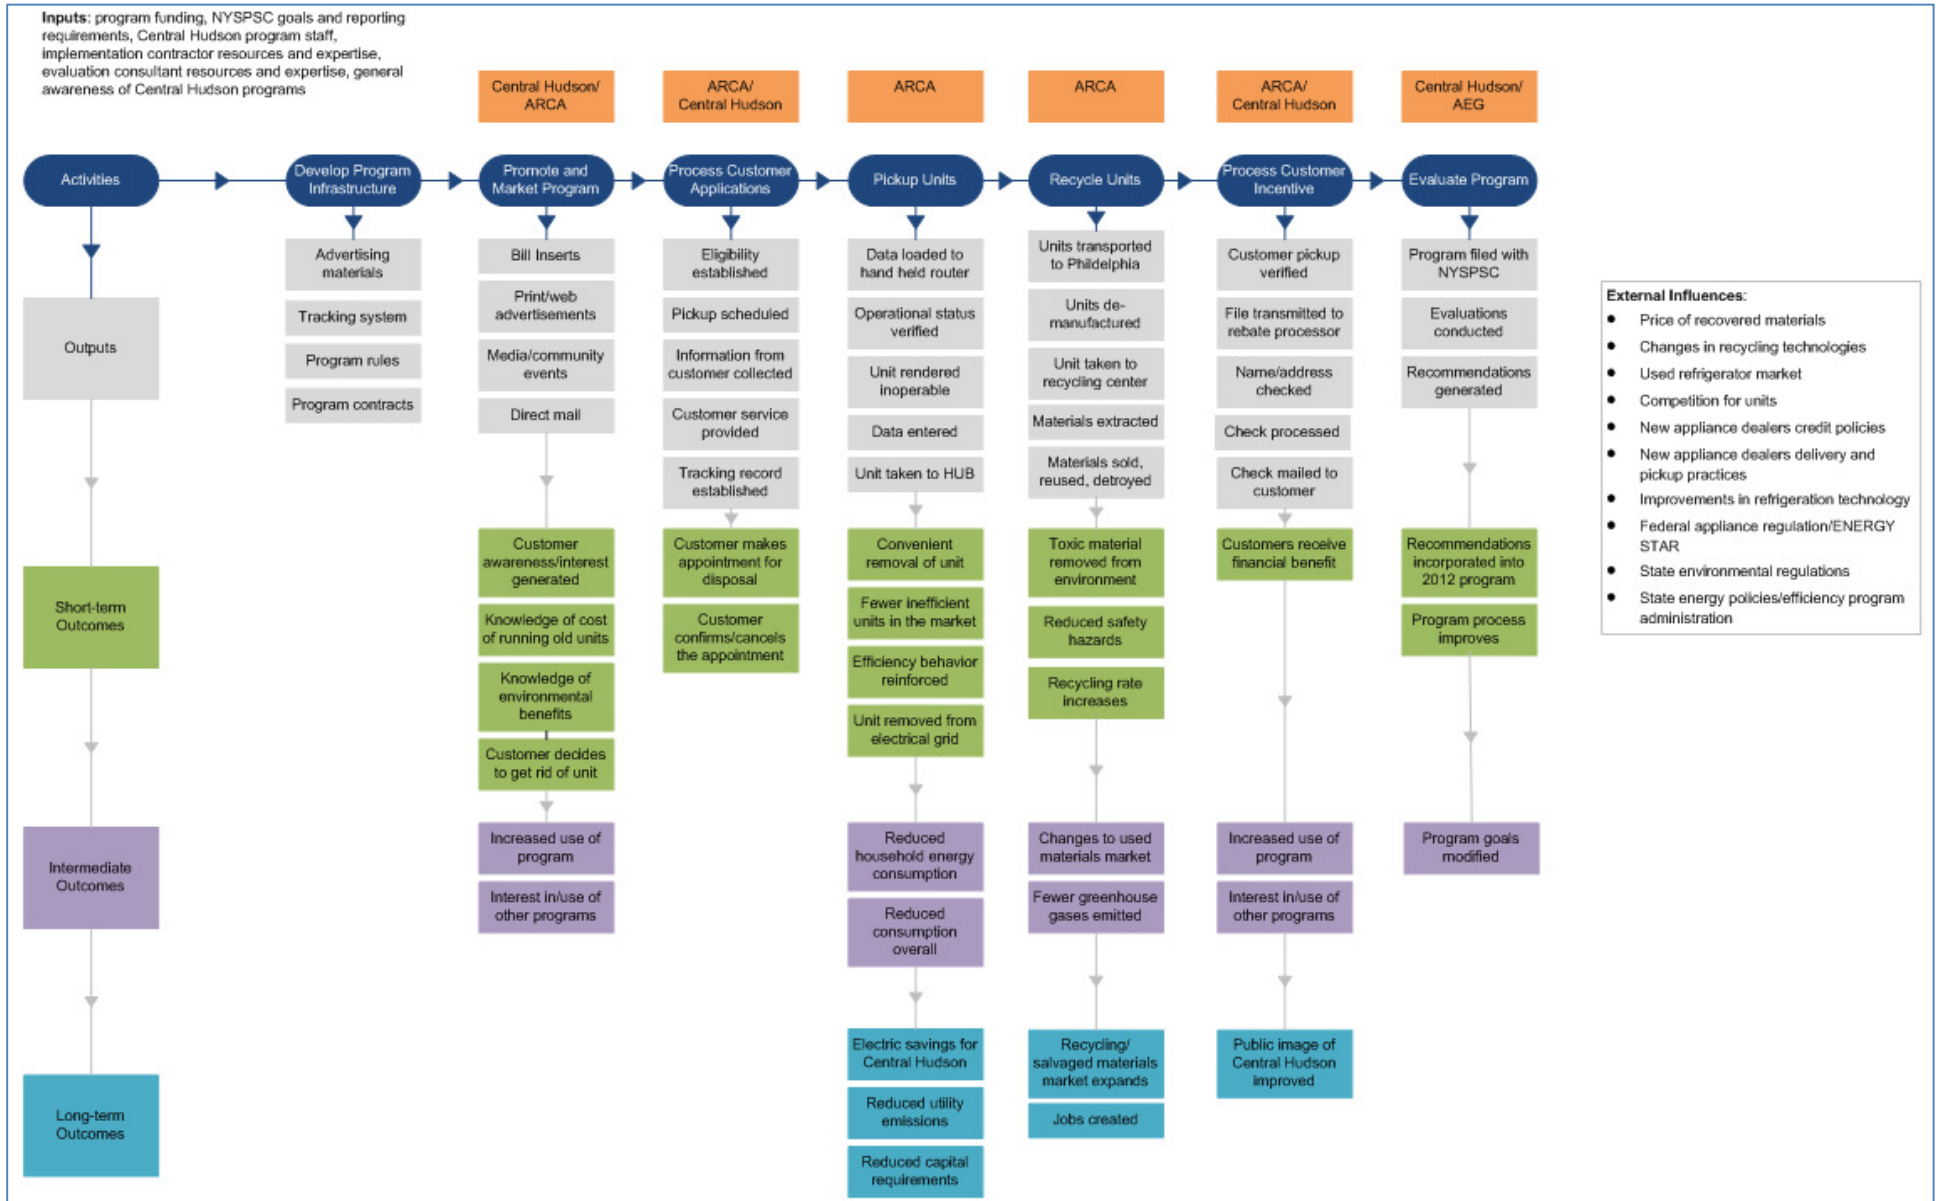 Inputs: program funding, NYSPSC goals and reporting
requirements, Central Hudson program staff,
implementation contractor resources and expertise,
evaluation consultant resources and expertise, general
awareness of Central Hudson programs
Central Hudson/
ARCA
ARCA/
Central Hudson
ARCA
ARCA
ARCA/
Central Hudson
Central Hudson/
AEG
Activities
Develop Program
Infrastructure
Promote and
Market Program
Process Customer
Applications
Pickup Units
Recycle Units
Process Customer
Incentive
Evaluate Program
Outputs
Advertising
materials
Tracking system
Program rules
Program contracts
Bill Inserts
Print/web
advertisements
Media/community
events
Direct mail
Eligibility
established
Pickup scheduled
Information from
customer collected
Customer service
provided
Tracking record
established
Data loaded to
hand held router
Operational status
verified
Unit rendered
inoperable
Data entered
Unit taken to HUB
Units transported
to Phildelphia
Units de-
manufactured
Unit taken to
recycling center
Materials extracted
Materials sold,
reused, detroyed
Customer pickup
verified
File transmitted to
rebate processor
Name/address
checked
Check processed
Check mailed to
customer
Program filed with
NYSPSC
Evaluations
conducted
Recommendations
generated
Short-term
Outcomes
Customer
awareness/interest
generated
Knowledge of cost
of running old units
Knowledge of
environmental
benefits
Customer decides
to get rid of unit
Customer makes
appointment for
disposal
Customer
confirms/cancels
the appointment
Convenient
removal of unit
Fewer inefficient
units in the market
Efficiency behavior
reinforced
Unit removed from
electrical grid
Toxic material
removed from
environment
Reduced safety
hazards
Recycling rate
increases
Customers receive
financial benefit
Recommendations
incorporated into
2012 program
Program process
improves
Intermediate
Outcomes
Increased use of
program
Interest in/use of
other programs
Reduced
household energy
consumption
Reduced
consumption
overall
Changes to used
materials market
Fewer greenhouse
gases emitted
Increased use of
program
Interest in/use of
other programs
Program goals
modified
Long-term
Outcomes
Electric savings for
Central Hudson
Reduced utility
emissions
Reduced capital
requirements
Recycling/
salvaged materials
market expands
Jobs created
Public image of
Central Hudson
improved
External Influences:
● Price of recovered materials
● Changes in recycling technologies
● Used refrigerator market
● Competition for units
● New appliance dealers credit policies
● New appliance dealers delivery and
pickup practices
● Improvements in refrigeration technology
● Federal appliance regulation/ENERGY
STAR
● State environmental regulations
● State energy policies/efficiency program
administration